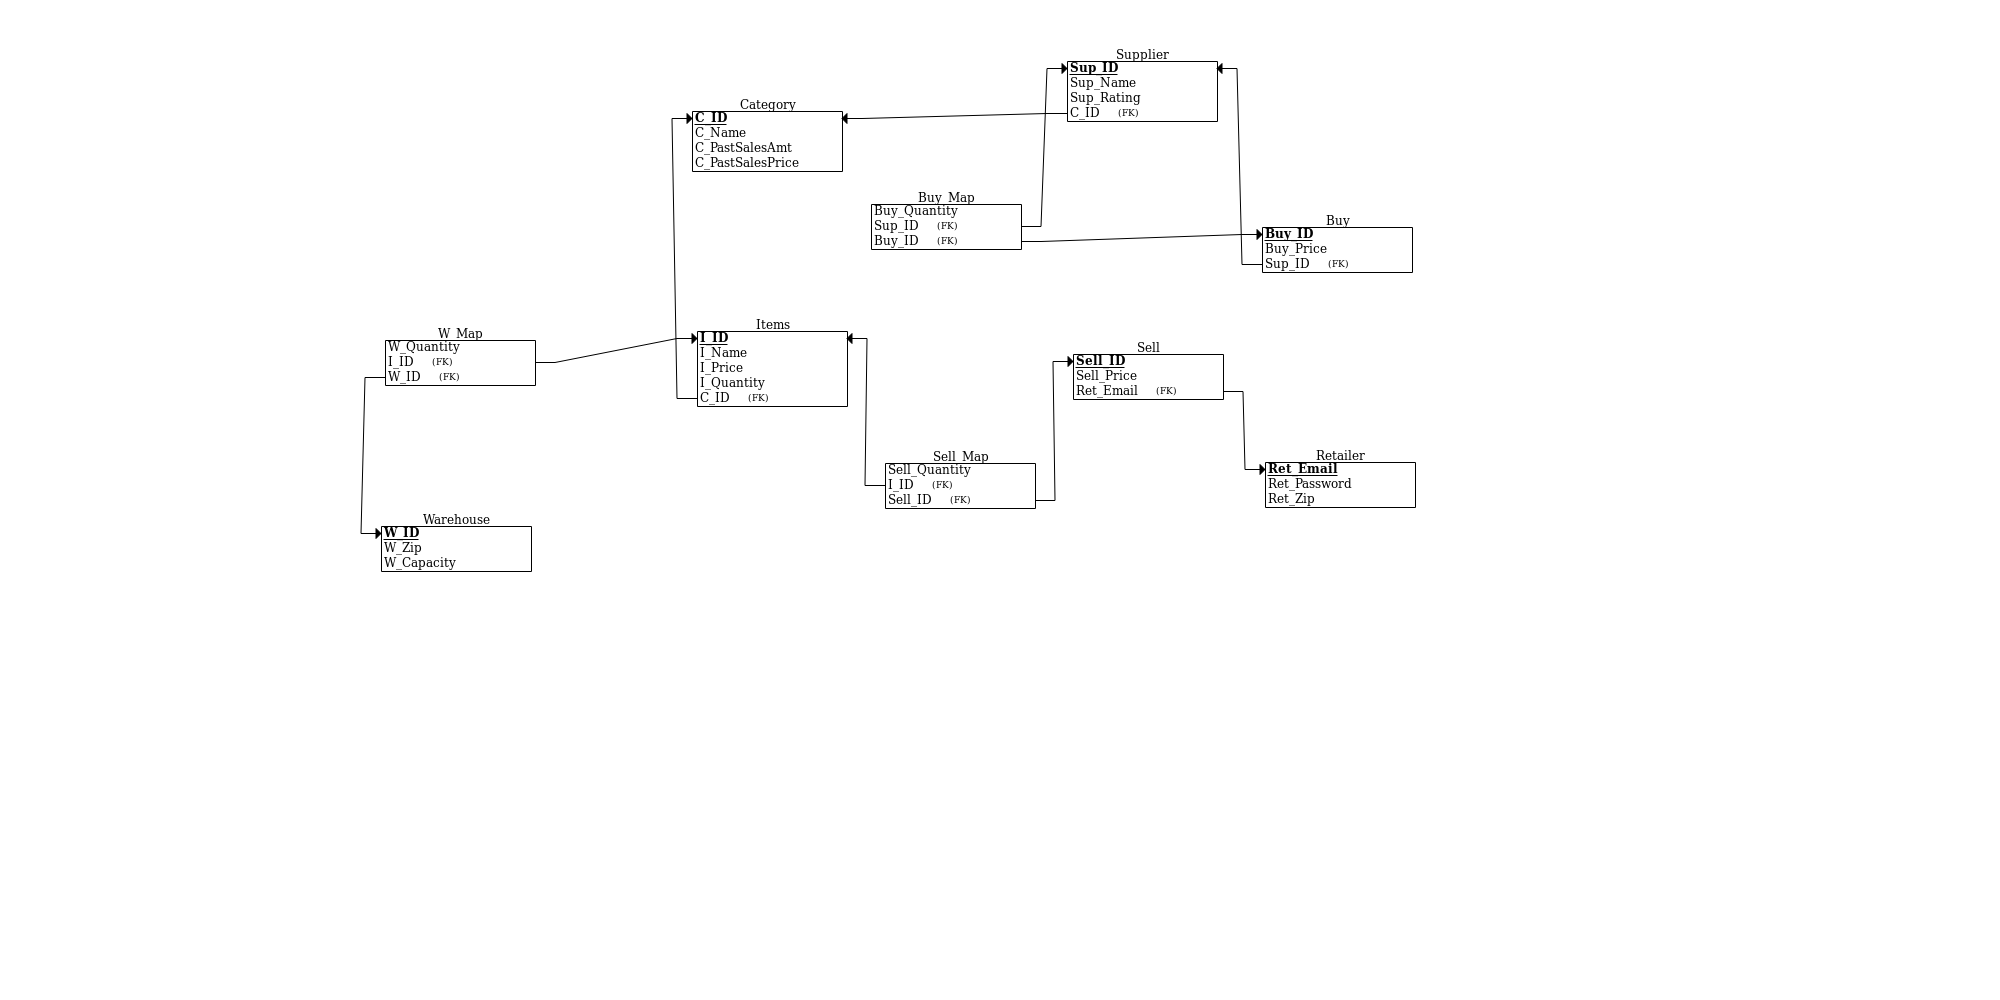 Supplier
Sup_ID
Sup_Name
Sup_Rating
C_ID (FK)
Category
C_ID
C_Name
C_PastSalesAmt
C_PastSalesPrice
Buy_Map
Buy_Quantity
Sup_ID (FK)
Buy_ID (FK)
Buy
Buy_ID
Buy_Price
Sup_ID (FK)
W_Map
W_Quantity
I_ID (FK)
W_ID (FK)
Items
I_ID
I_Name
I_Price
I_Quantity
C_ID (FK)
Sell
Sell_ID
Sell_Price
Ret_Email (FK)
Sell_Map
Sell_Quantity
I_ID (FK)
Sell_ID (FK)
Retailer
Ret_Email
Ret_Password
Ret_Zip
Warehouse
W_ID
W_Zip
W_Capacity